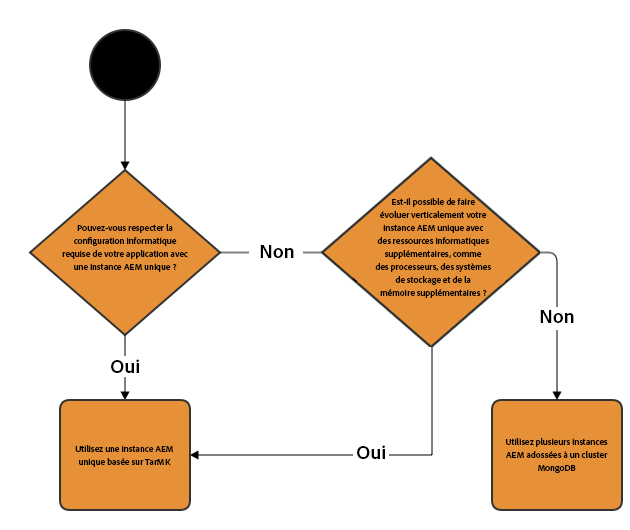 Pouvez-vous respecter la
configuration informatique
requise de votre application avec
une instance AEM unique ?
Non
Est-il possible de faire
évoluer verticalement votre
instance AEM unique avec
des ressources informatiques
supplémentaires, comme
des processeurs, des systèmes
de stockage et de la
mémoire supplémentaires ?
Non
Oui
Utilisez une instance AEM
unique basée sur TarMK
Oui
Utilisez plusieurs instances
AEM adossées à un cluster
MongoDB